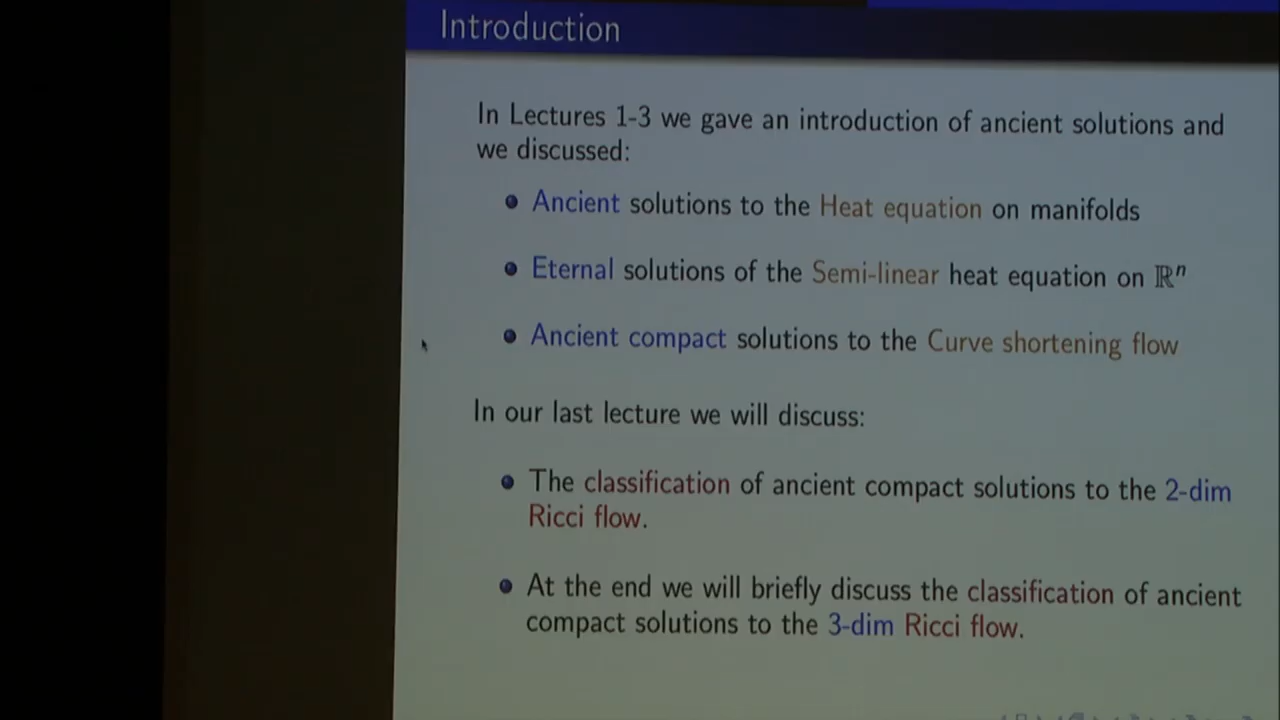 Introduction
In Lectures 1-3 we gave an introduction of ancient solutions and
we discussed:
Ancient solutions to the Heat equation on manifolds
Eternal solutions of the Semi-linear heat equation on ℝⁿ
Ancient compact solutions to the Curve shortening flow
In our last lecture we will discuss:
The classification of ancient compact solutions to the 2-dim
Ricci flow.
At the end we will briefly discuss the classification of ancient
compact solutions to the 3-dim Ricci flow.